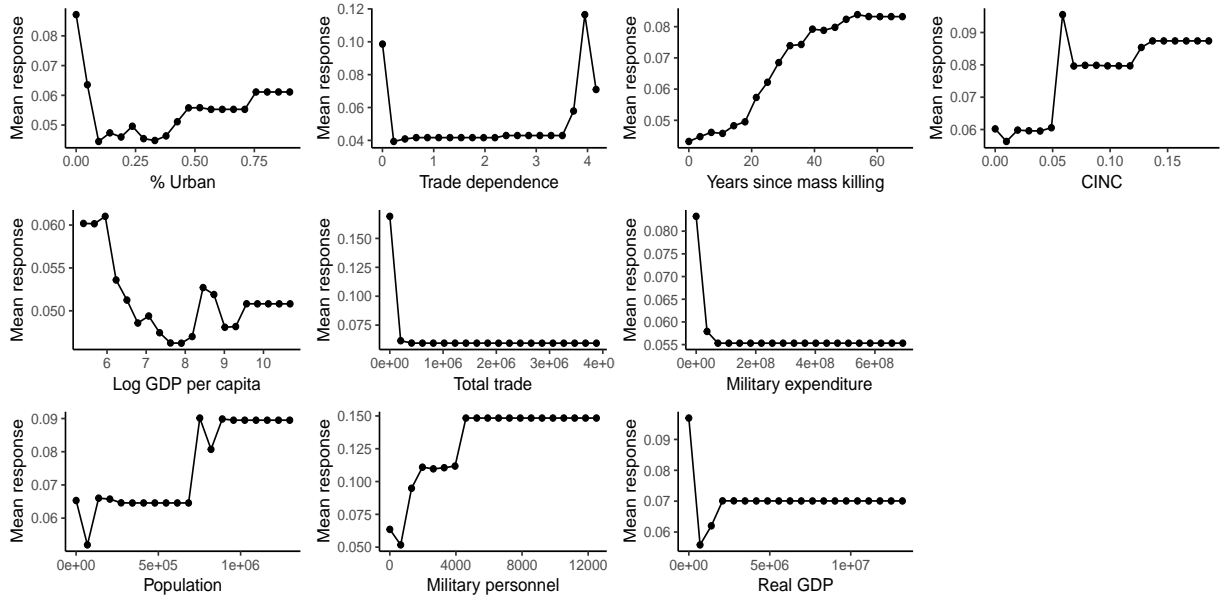 Mean response
0.08
0.07
0.06
0.05
0.00 0.25 0.50 0.75
% Urban
Mean response
0.12
0.10
0.08
0.06
0.04
0 1 2 3 4
Trade dependence
Mean response
0.08
0.07
0.06
0.05
0 20 40 60
Years since mass killing
Mean response
0.09
0.08
0.07
0.06
0.00 0.05 0.10 0.15
CINC
Mean response
0.060
0.055
0.050
6 7 8 9 10
Log GDP per capita
Mean response
0.150
0.125
0.100
0.075
0e+00 1e+06 2e+06 3e+06 4e+0
Total trade
Mean response
0.080
0.075
0.070
0.065
0.060
0.055
0e+00 2e+08 4e+08 6e+08
Military expenditure
Mean response
0.09
0.08
0.07
0.06
0e+00 5e+05 1e+06
Population
Mean response
0.150
0.125
0.100
0.075
0.050
0 4000 8000 12000
Military personnel
Mean response
0.09
0.08
0.07
0.06
0e+00 5e+06 1e+07
Real GDP